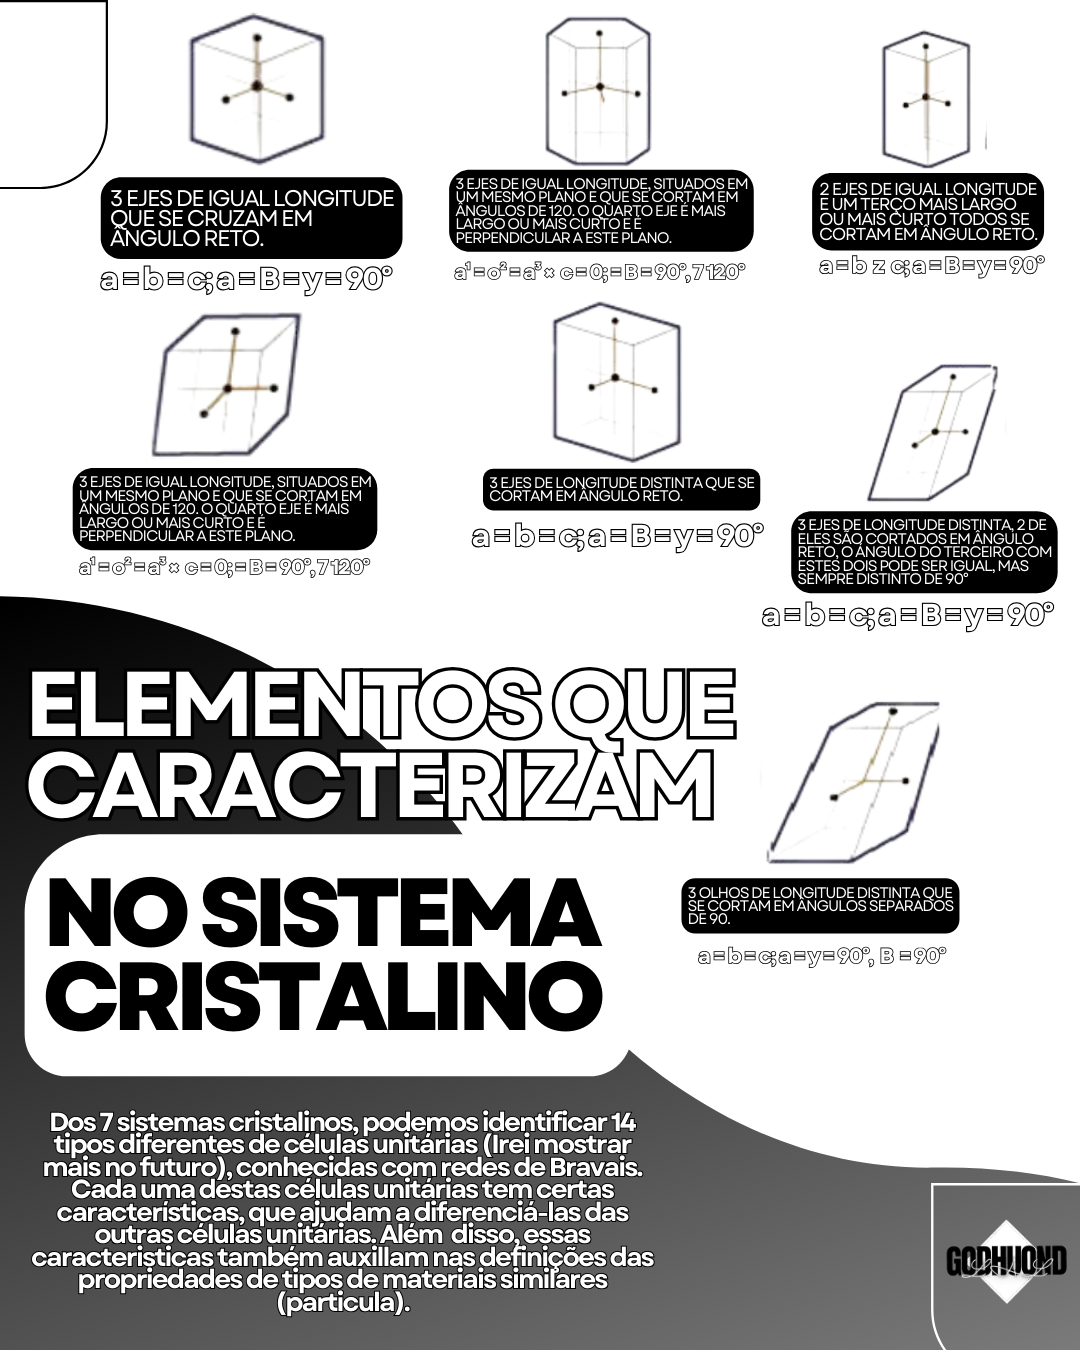 3 EJES DE IGUAL LONGITUDE
QUE SE CRUZAM EM
ÂNGULO RETO.
a=b=c;a=B=y=90°
3 EJES DE IGUAL LONGITUDE, SITUADOS EM
UM MESMO PLANO E QUE SE CORTAM EM
ÂNGULOS DE 120. O QUARTO EJE É MAIS
LARGO OU MAIS CURTO E É
PERPENDICULAR A ESTE PLANO.
a¹=o²=a³× c=0;=B=90°,7120°
2 EJES DE IGUAL LONGITUDE
E UM TERÇO MAIS LARGO
OU MAIS CURTO TODOS SE
CORTAM EM ÂNGULO RETO.
a=b z c;a=B=y=90°
3 EJES DE IGUAL LONGITUDE, SITUADOS EM
UM MESMO PLANO E QUE SE CORTAM EM
ÂNGULOS DE 120. O QUARTO EJE É MAIS
LARGO OU MAIS CURTO E É
PERPENDICULAR A ESTE PLANO.
a¹=o²=a³× c=0;=B=90°,7120°
3 EJES DE LONGITUDE DISTINTA QUE SE
CORTAM EM ÂNGULO RETO.
a=b=c;a=B=y=90°
3 EJES DE LONGITUDE DISTINTA, 2 DE
ELES SÃO CORTADOS EM ÂNGULO
RETO, O ÂNGULO DO TERCEIRO COM
ESTES DOIS PODE SER IGUAL, MAS
SEMPRE DISTINTO DE 90°
a=b=c;a=B=y=90°
ELEMENTOS QUE
CARACTERIZAM
NO SISTEMA
CRISTALINO
3 OLHOS DE LONGITUDE DISTINTA QUE
SE CORTAM EM ÂNGULOS SEPARADOS
DE 90.
a=b=c;a=y=90°, B =90°
Dos 7 sistemas cristalinos, podemos identificar 14
tipos diferentes de células unitárias (Irei mostrar
mais no futuro), conhecidas com redes de Bravais.
Cada uma destas células unitárias tem certas
características, que ajudam a diferenciá-las das
outras células unitárias. Além disso, essas
caracteristicas também auxillam nas definições das
propriedades de tipos de materiais similares
(particula).